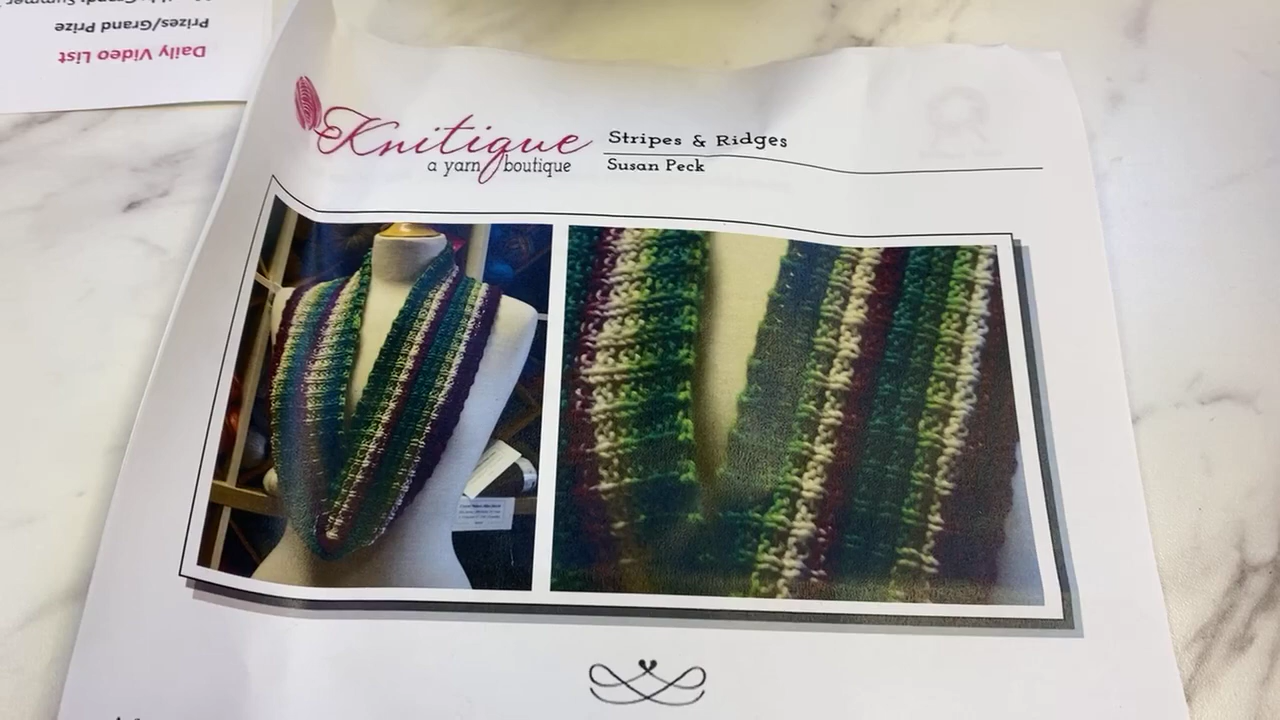 Prizes/Grand Prize
Daily Video List
Knitique
a yarn boutique
Stripes & Ridges
Susan Peck